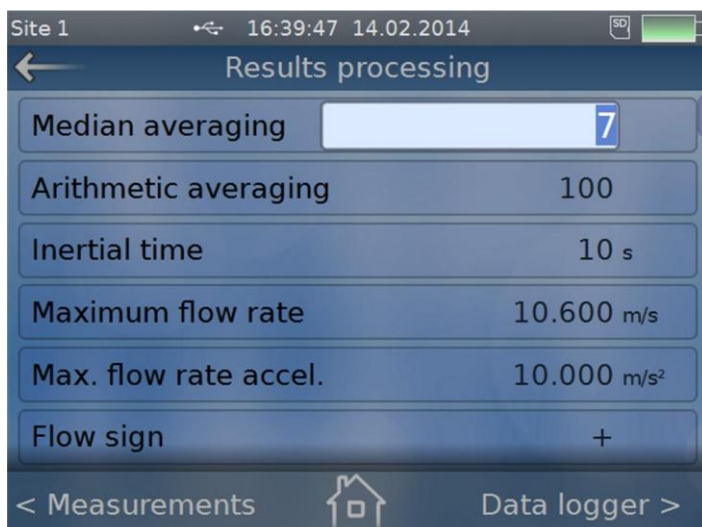 Site 1 16:39:47 14.02.2014 SD
Results processing
Median averaging 7
Arithmetic averaging 100
Inertial time 10 s
Maximum flow rate 10.600 m/s
Max. flow rate accel. 10.000 m/s²
Flow sign +
< Measurements Data logger >